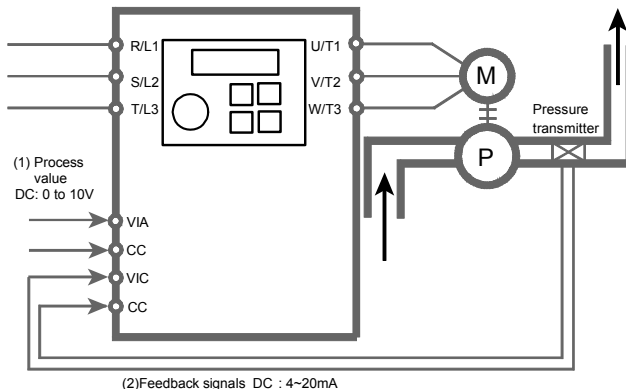 R/L1
U/T1
S/L2
V/T2
M
T/L3
W/T3
Pressure
transmitter
P
(1) Process
value
DC: 0 to 10V
VIA
CC
VIC
CC
(2)Feedback signals DC : 4~20mA